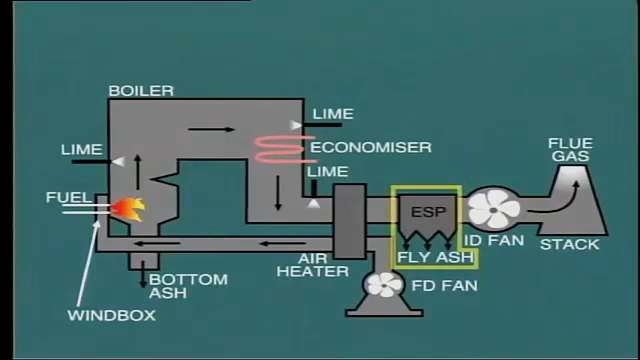 BOILER
LIME
LIME
ECONOMISER
LIME
FLUE
GAS
FUEL
ESP
ID FAN
STACK
FLY ASH
AIR
HEATER
BOTTOM
ASH
FD FAN
WINDBOX